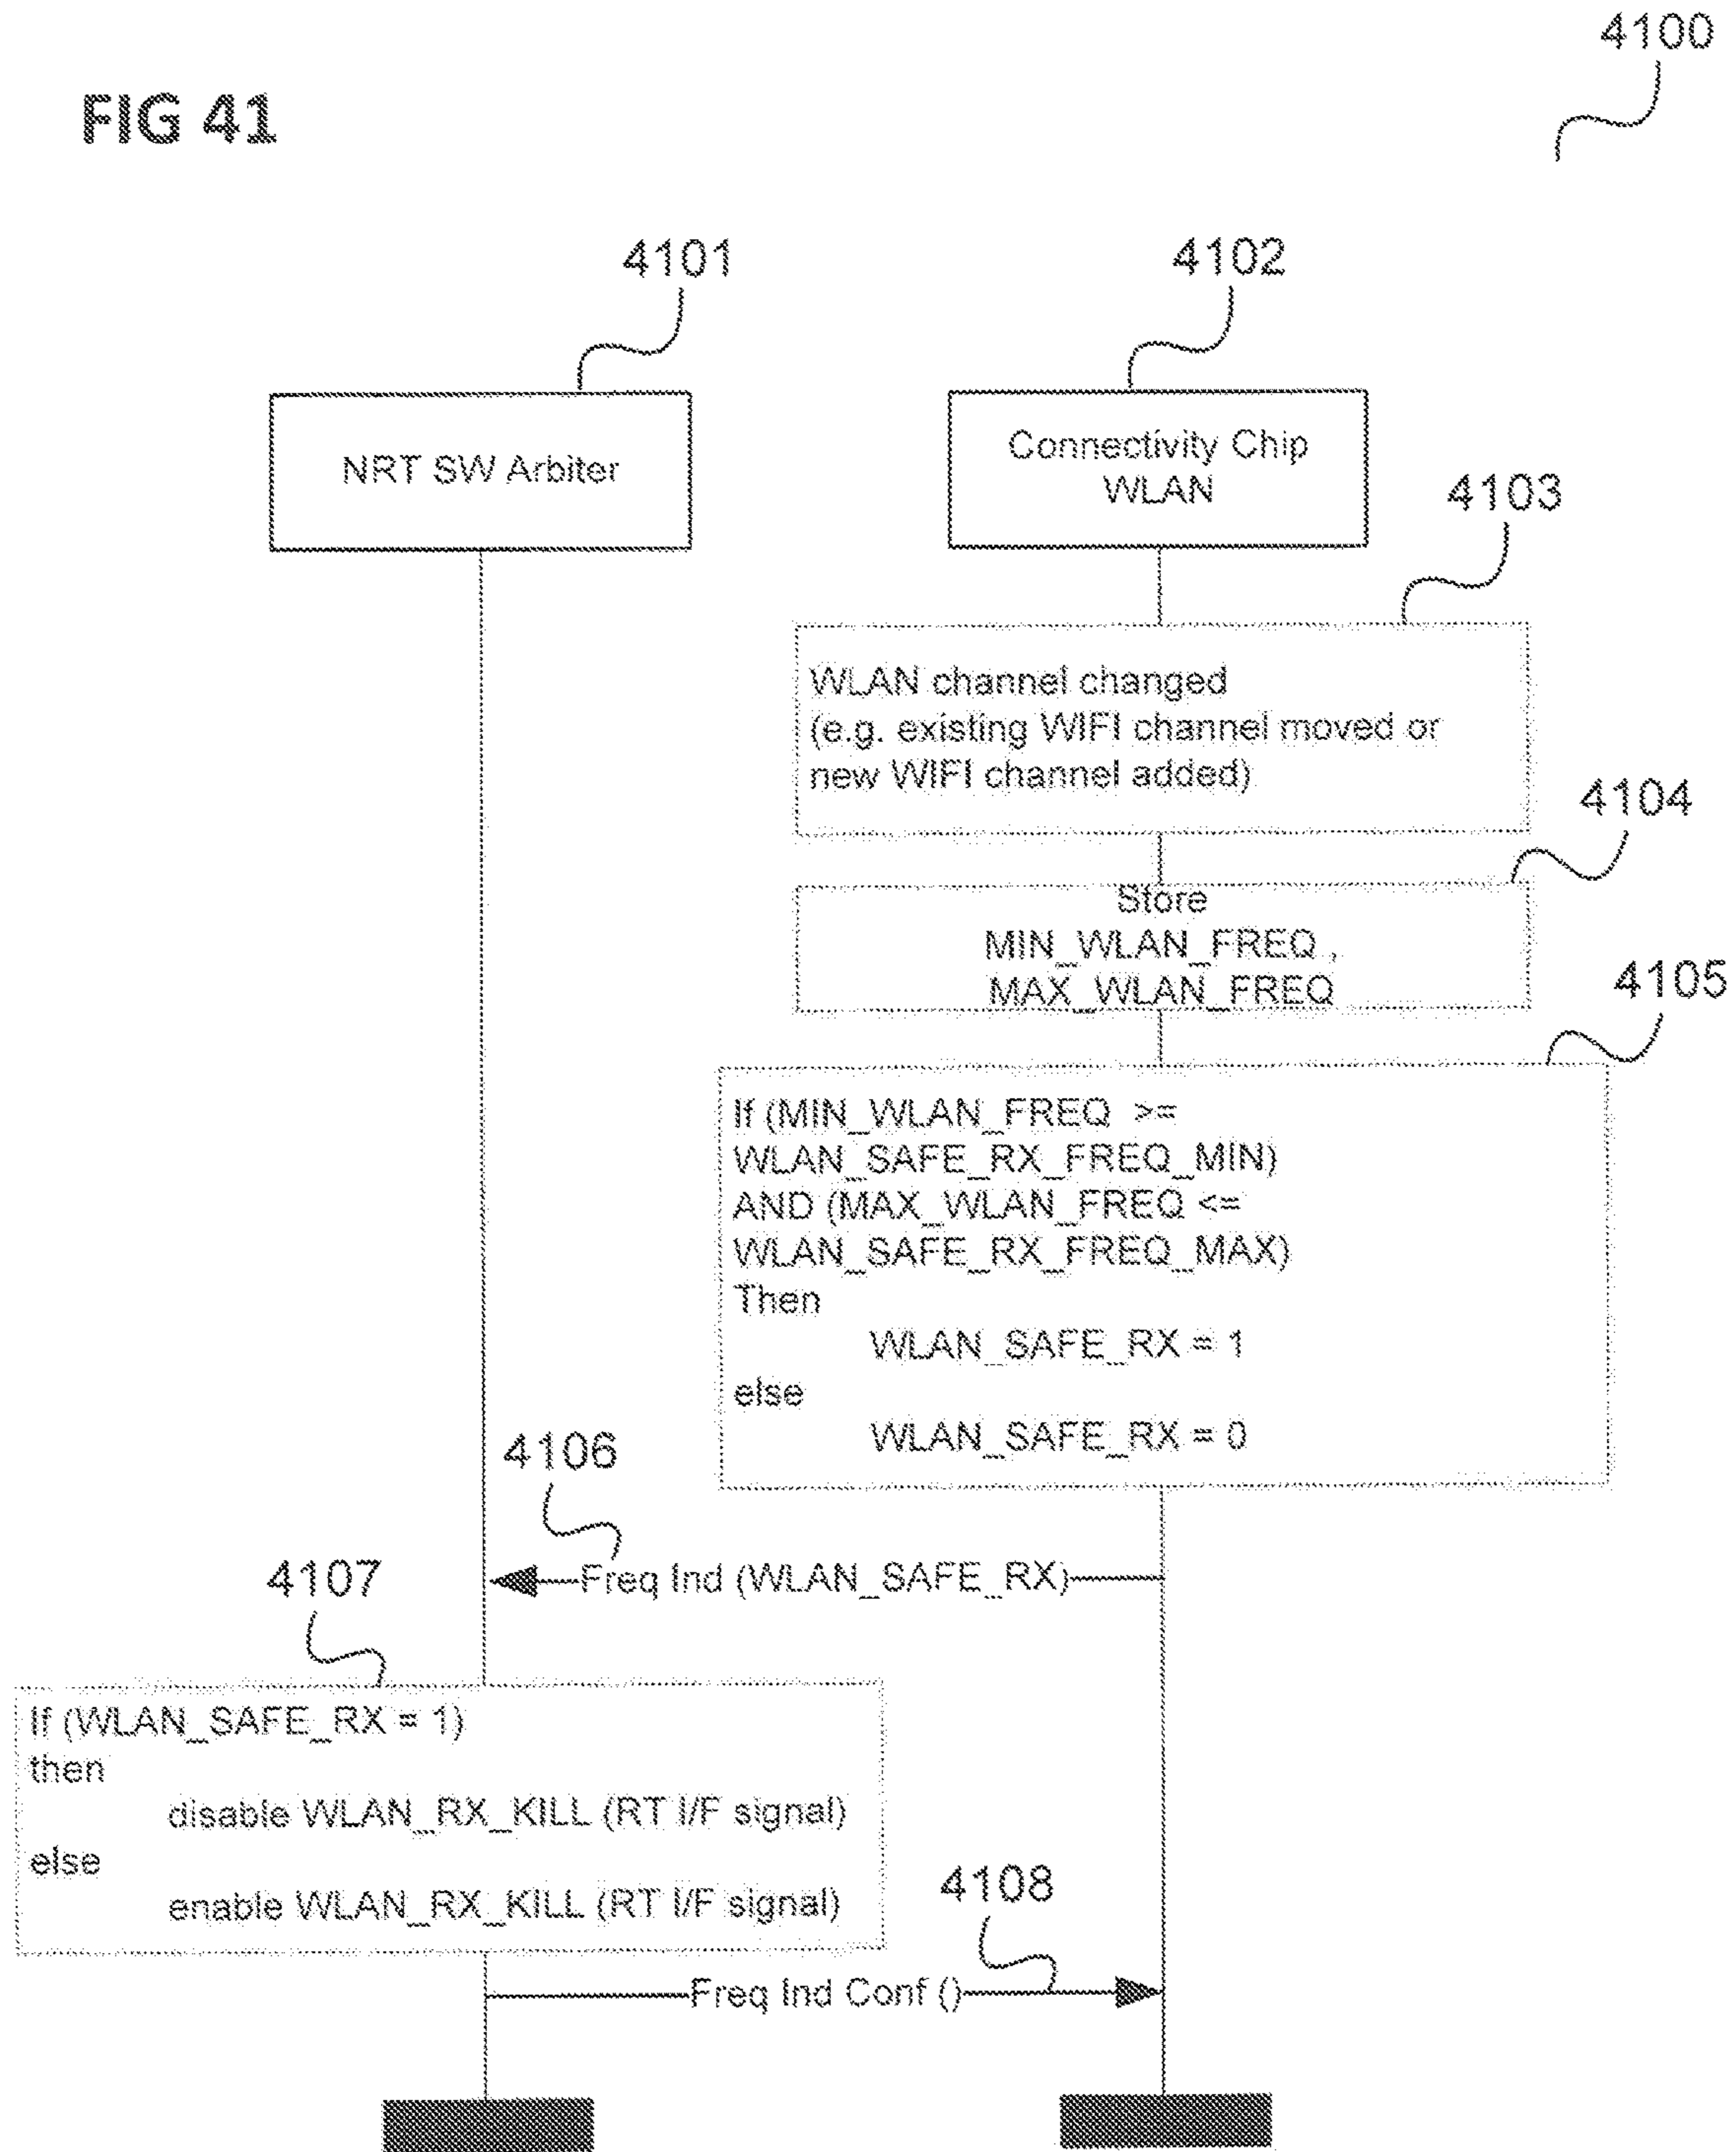 4100
FIG 41
4101
4102
NRT SW Arbiter
Connectivity Chip
WLAN
4103
WLAN channel changed
(e.g. existing WIFI channel moved or
new WIFI channel added)
4104
Store
MIN_WLAN_FREQ ,
MAX_WLAN_FREQ
4105
If (MIN_WLAN_FREQ >=
WLAN_SAFE_RX_FREQ_MIN)
AND (MAX_WLAN_FREQ <=
WLAN_SAFE_RX_FREQ_MAX)
Then
WLAN_SAFE_RX = 1
else
WLAN_SAFE_RX = 0
4106
Freq Ind (WLAN_SAFE_RX)
4107
If (WLAN_SAFE_RX = 1)
then
disable WLAN_RX_KILL (RT I/F signal)
else
enable WLAN_RX_KILL (RT I/F signal)
4108
Freq Ind Conf ()